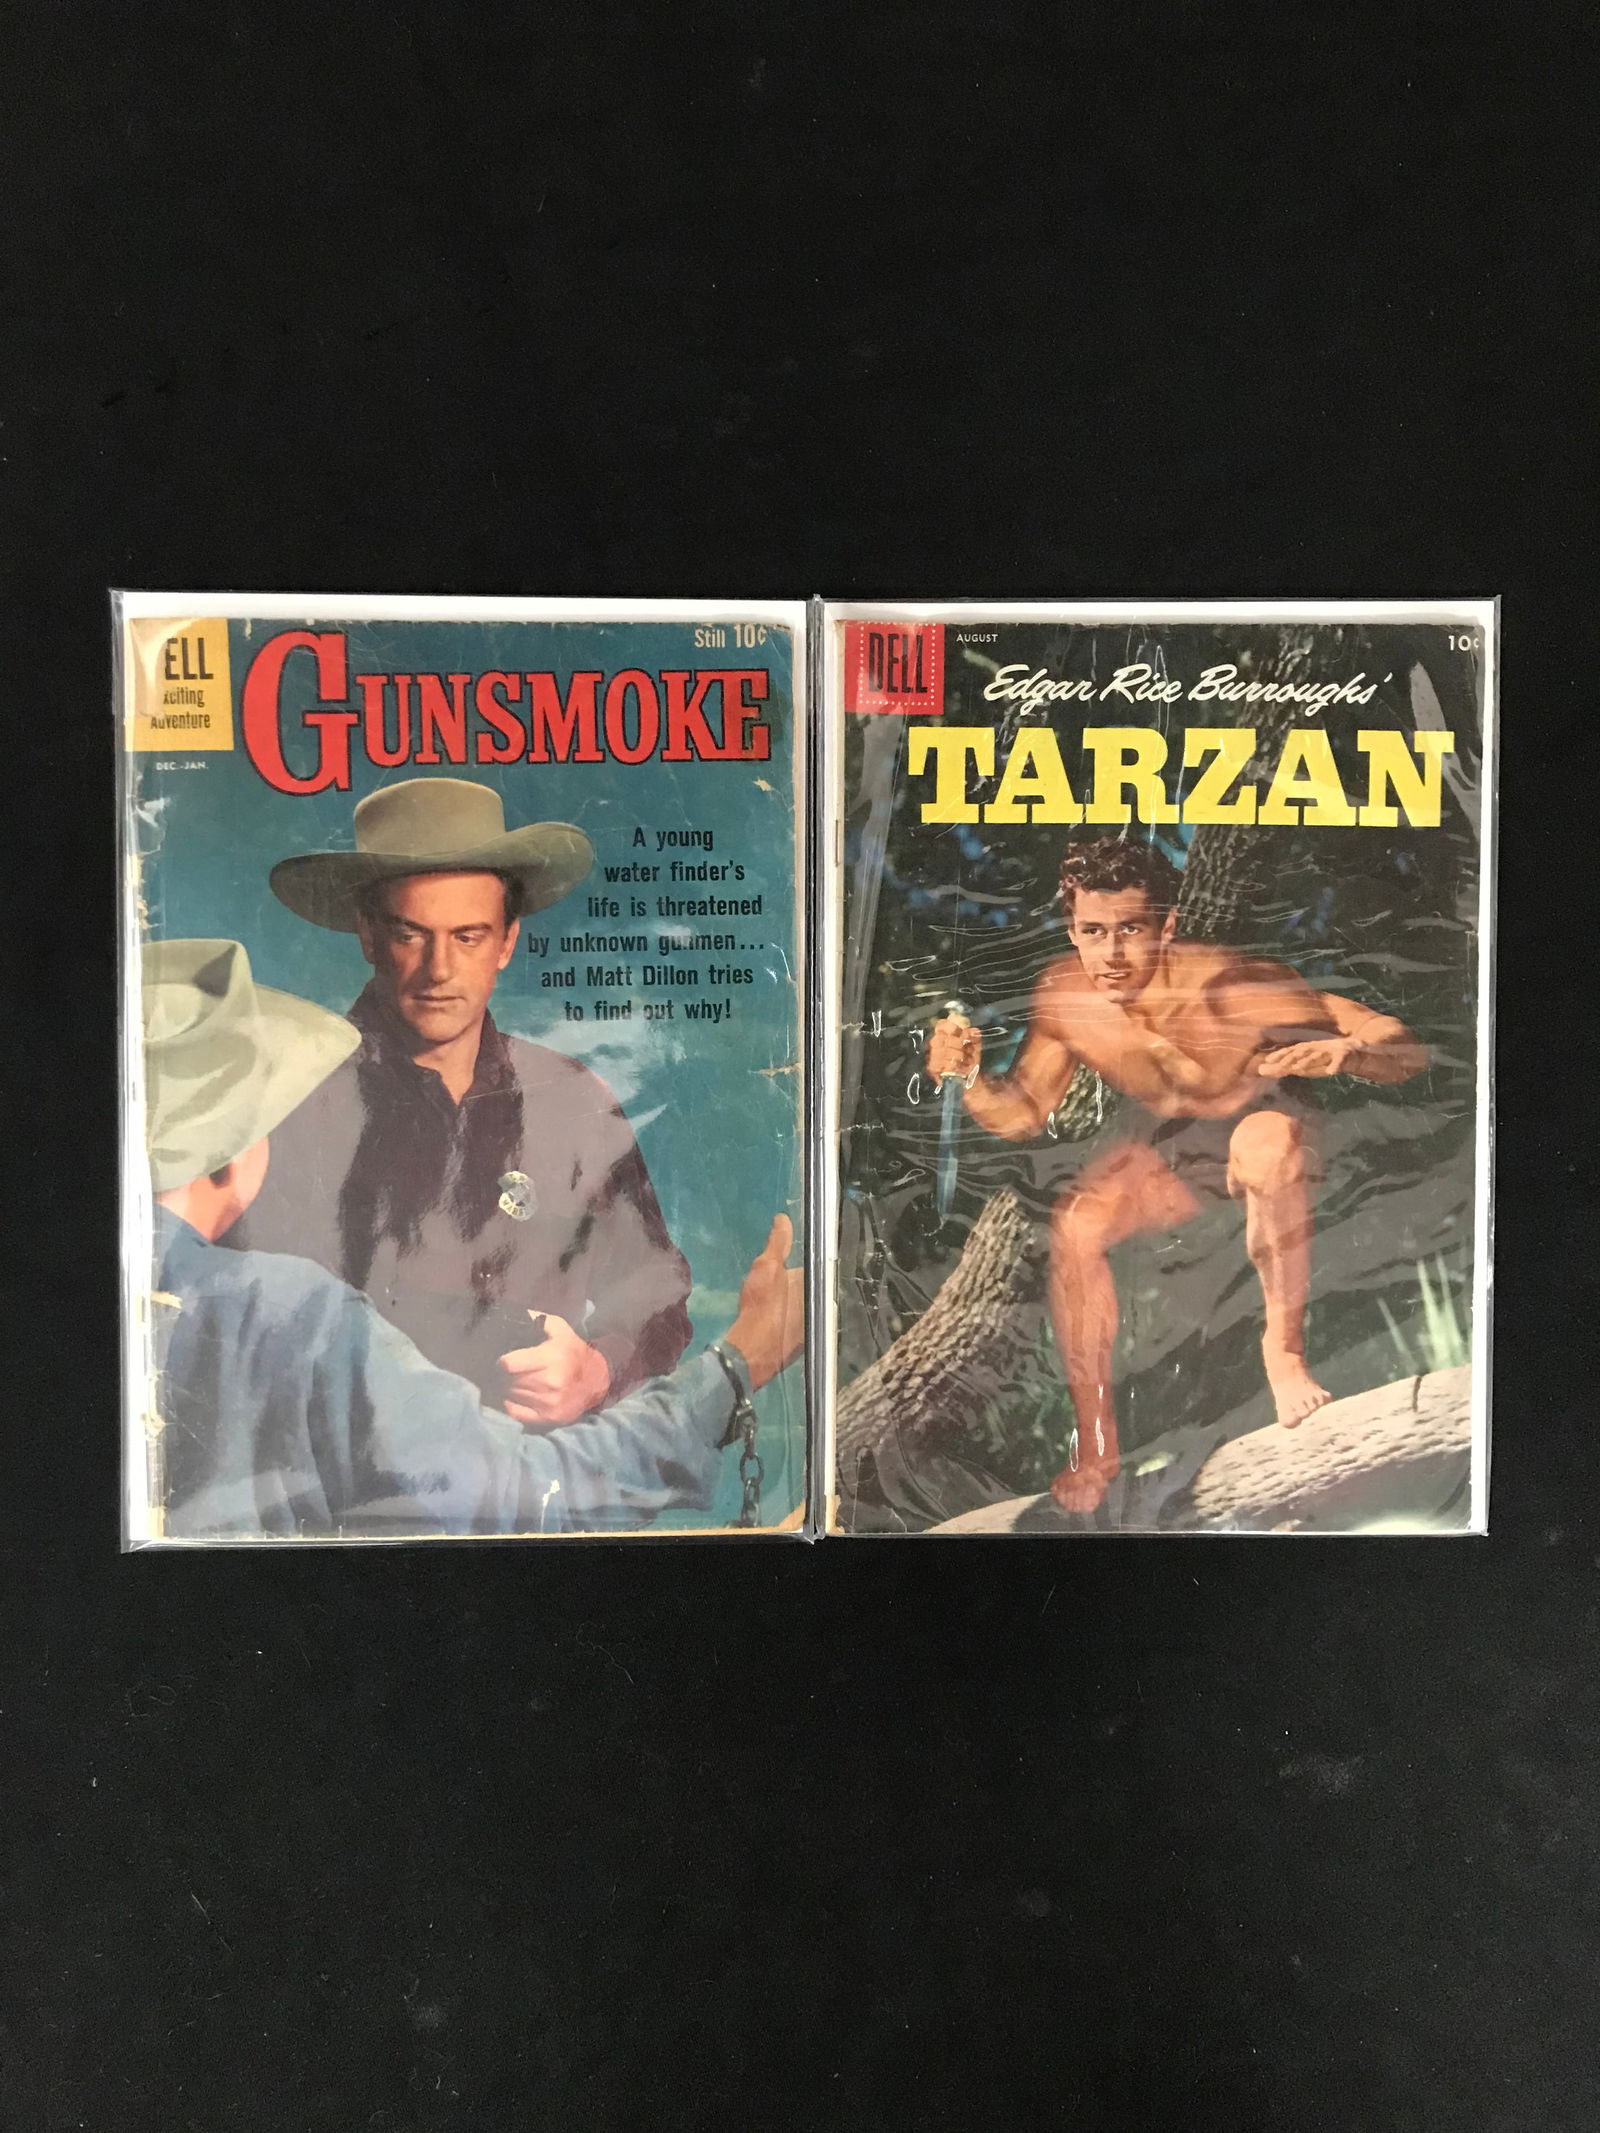 ELL
xciting
Adventure
DEC.-JAN.
Still 10¢
GUNSMOKE
A young
water finder's
life is threatened
by unknown gunmen...
and Matt Dillon tries
to find out why!
DELL
AUGUST
10¢
Edgar Rice Burroughs'
TARZAN